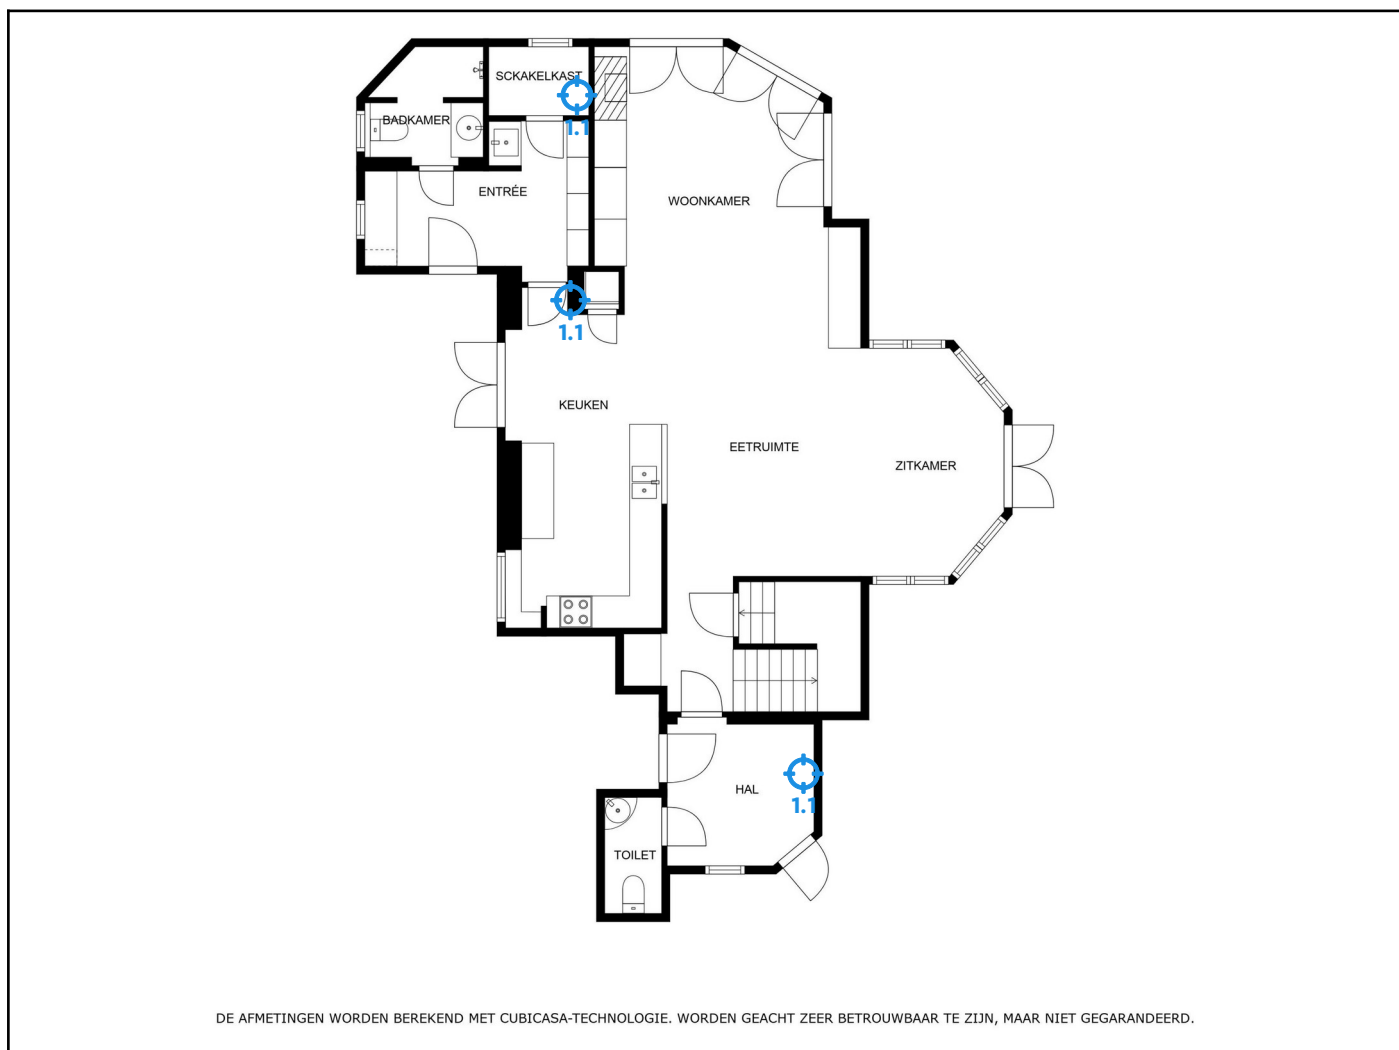 SCKAKELKAST
1.1
BADKAMER
ENTRÉE
WOONKAMER
1.1
KEUKEN
EETRUIMTE
ZITKAMER
HAL
1.1
TOILET
DE AFMETINGEN WORDEN BEREKEND MET CUBICASA-TECHNOLOGIE. WORDEN GEACHT ZEER BETROUWBAAR TE ZIJN, MAAR NIET GEGARANDEERD.